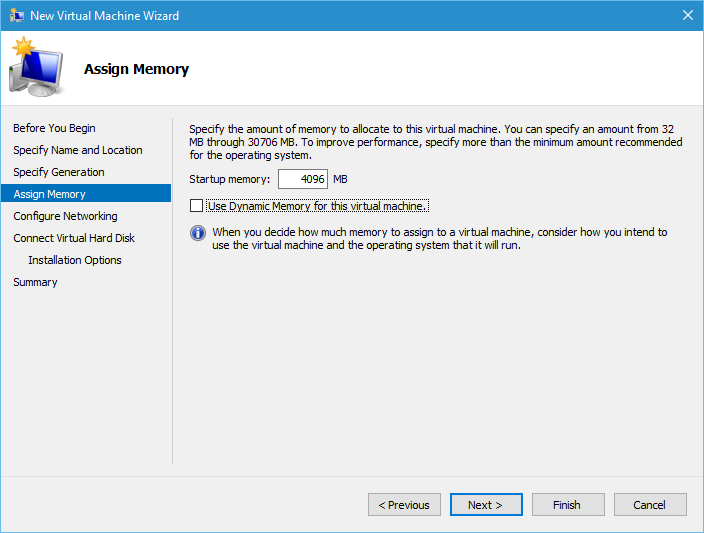 New Virtual Machine Wizard
Assign Memory
Before You Begin
Specify Name and Location
Specify Generation
Assign Memory
Configure Networking
Connect Virtual Hard Disk
Installation Options
Summary
Specify the amount of memory to allocate to this virtual machine. You can specify an amount from 32
MB through 30706 MB. To improve performance, specify more than the minimum amount recommended
for the operating system.
Startup memory: 4096 MB
Use Dynamic Memory for this virtual machine.
When you decide how much memory to assign to a virtual machine, consider how you intend to
use the virtual machine and the operating system that it will run.
< Previous Next > Finish Cancel